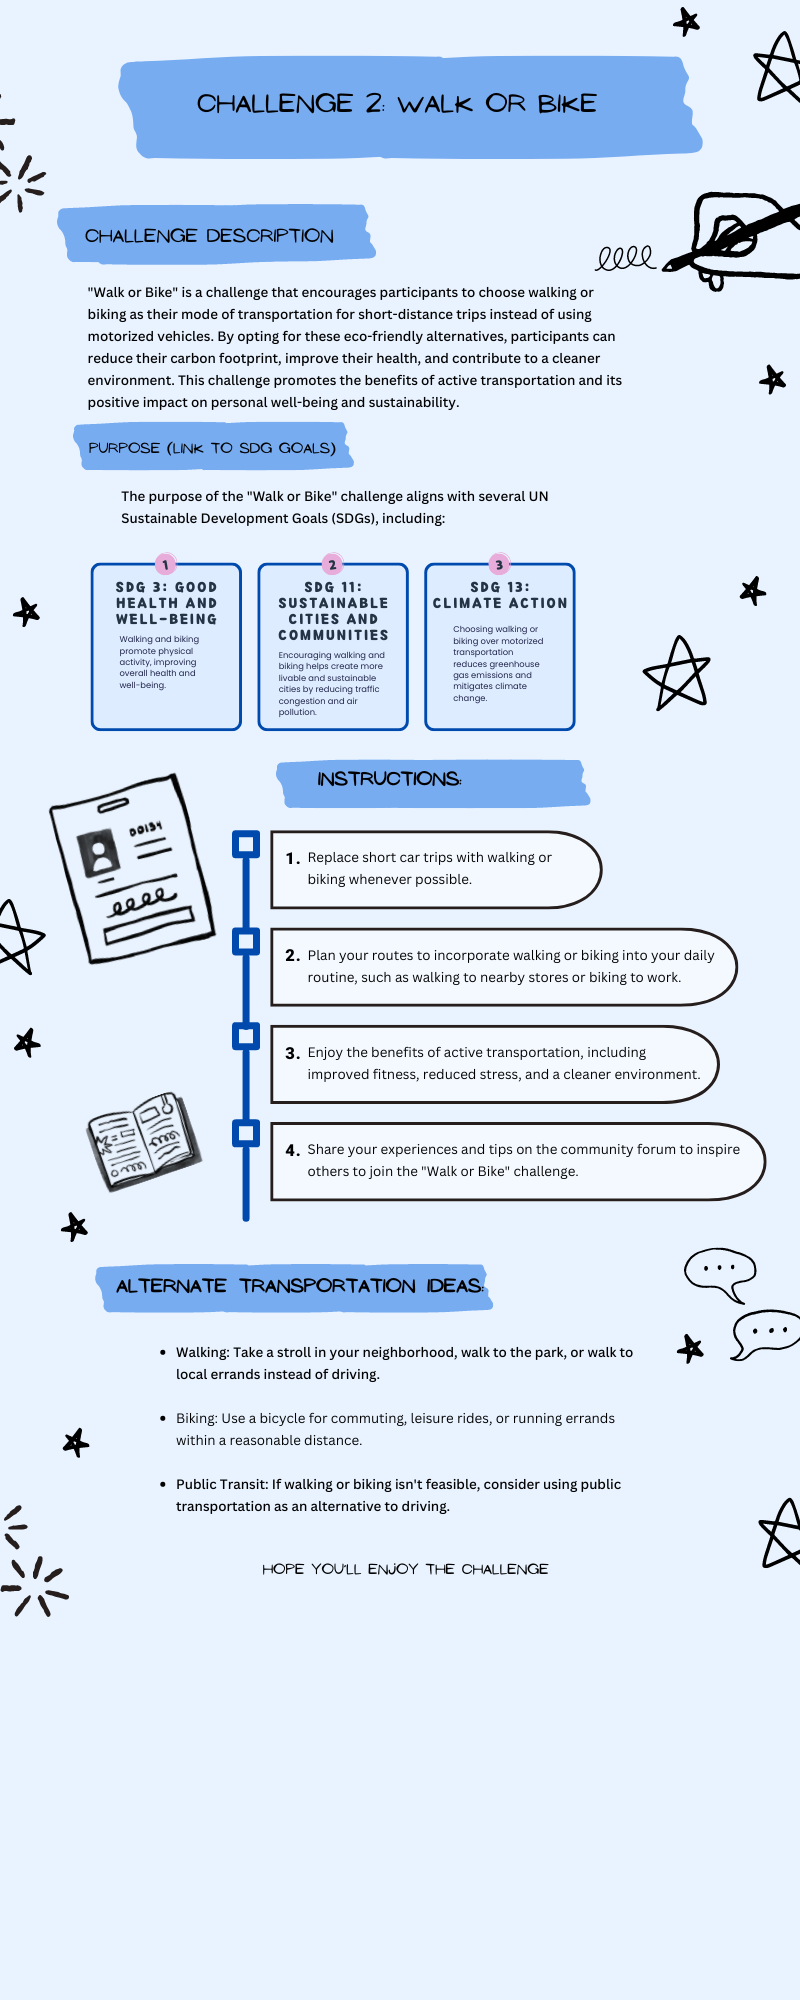 CHALLENGE 2: WALK OR BIKE
CHALLENGE DESCRIPTION
"Walk or Bike" is a challenge that encourages participants to choose walking or
biking as their mode of transportation for short-distance trips instead of using
motorized vehicles. By opting for these eco-friendly alternatives, participants can
reduce their carbon footprint, improve their health, and contribute to a cleaner
environment. This challenge promotes the benefits of active transportation and its
positive impact on personal well-being and sustainability.
PURPOSE (LINK TO SDG GOALS)
The purpose of the "Walk or Bike" challenge aligns with several UN
Sustainable Development Goals (SDGs), including:
1
SDG 3: GOOD
HEALTH AND
WELL-BEING
Walking and biking
promote physical
activity, improving
overall health and
well-being.
2
SDG 11:
SUSTAINABLE
CITIES AND
COMMUNITIES
Encouraging walking and
biking helps create more
livable and sustainable
cities by reducing traffic
congestion and air
pollution.
3
SDG 13:
CLIMATE ACTION
Choosing walking or
biking over motorized
transportation
reduces greenhouse
gas emissions and
mitigates climate
change.
INSTRUCTIONS:
D0134
1. Replace short car trips with walking or
biking whenever possible.
2. Plan your routes to incorporate walking or biking into your daily
routine, such as walking to nearby stores or biking to work.
3. Enjoy the benefits of active transportation, including
improved fitness, reduced stress, and a cleaner environment.
4. Share your experiences and tips on the community forum to inspire
others to join the "Walk or Bike" challenge.
ALTERNATE TRANSPORTATION IDEAS:
• Walking: Take a stroll in your neighborhood, walk to the park, or walk to
local errands instead of driving.
• Biking: Use a bicycle for commuting, leisure rides, or running errands
within a reasonable distance.
• Public Transit: If walking or biking isn't feasible, consider using public
transportation as an alternative to driving.
HOPE YOU'LL ENJOY THE CHALLENGE